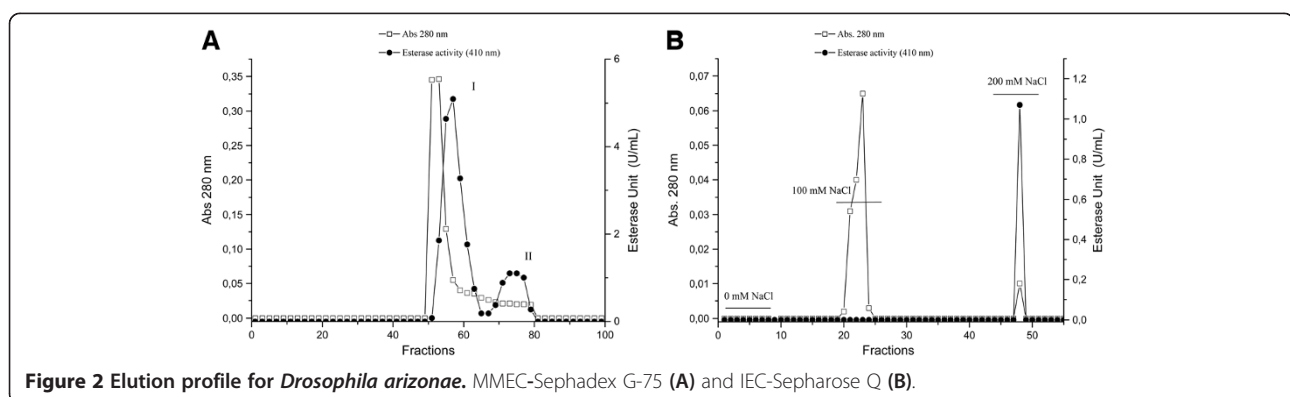 A
Abs 280 nm
Esterase activity (410 nm)
I
II
0,35
0,30
0,25
0,20
0,15
0,10
0,05
0,00
Abs 280 nm
6
4
2
0
Esterase Unit (U/mL)
0 20 40 60 80 100
Fractions
B
Abs. 280 nm
Esterase activity (410 nm)
200 mM NaCl
100 mM NaCl
0 mM NaCl
0,07
0,06
0,05
0,04
0,03
0,02
0,01
0,00
Abs. 280 nm
1,2
1,0
0,8
0,6
0,4
0,2
0,0
Esterase Unit (U/mL)
0 10 20 30 40 50
Fractions
Figure 2 Elution profile for Drosophila arizonae. MMEC-Sephadex G-75 (A) and IEC-Sepharose Q (B).